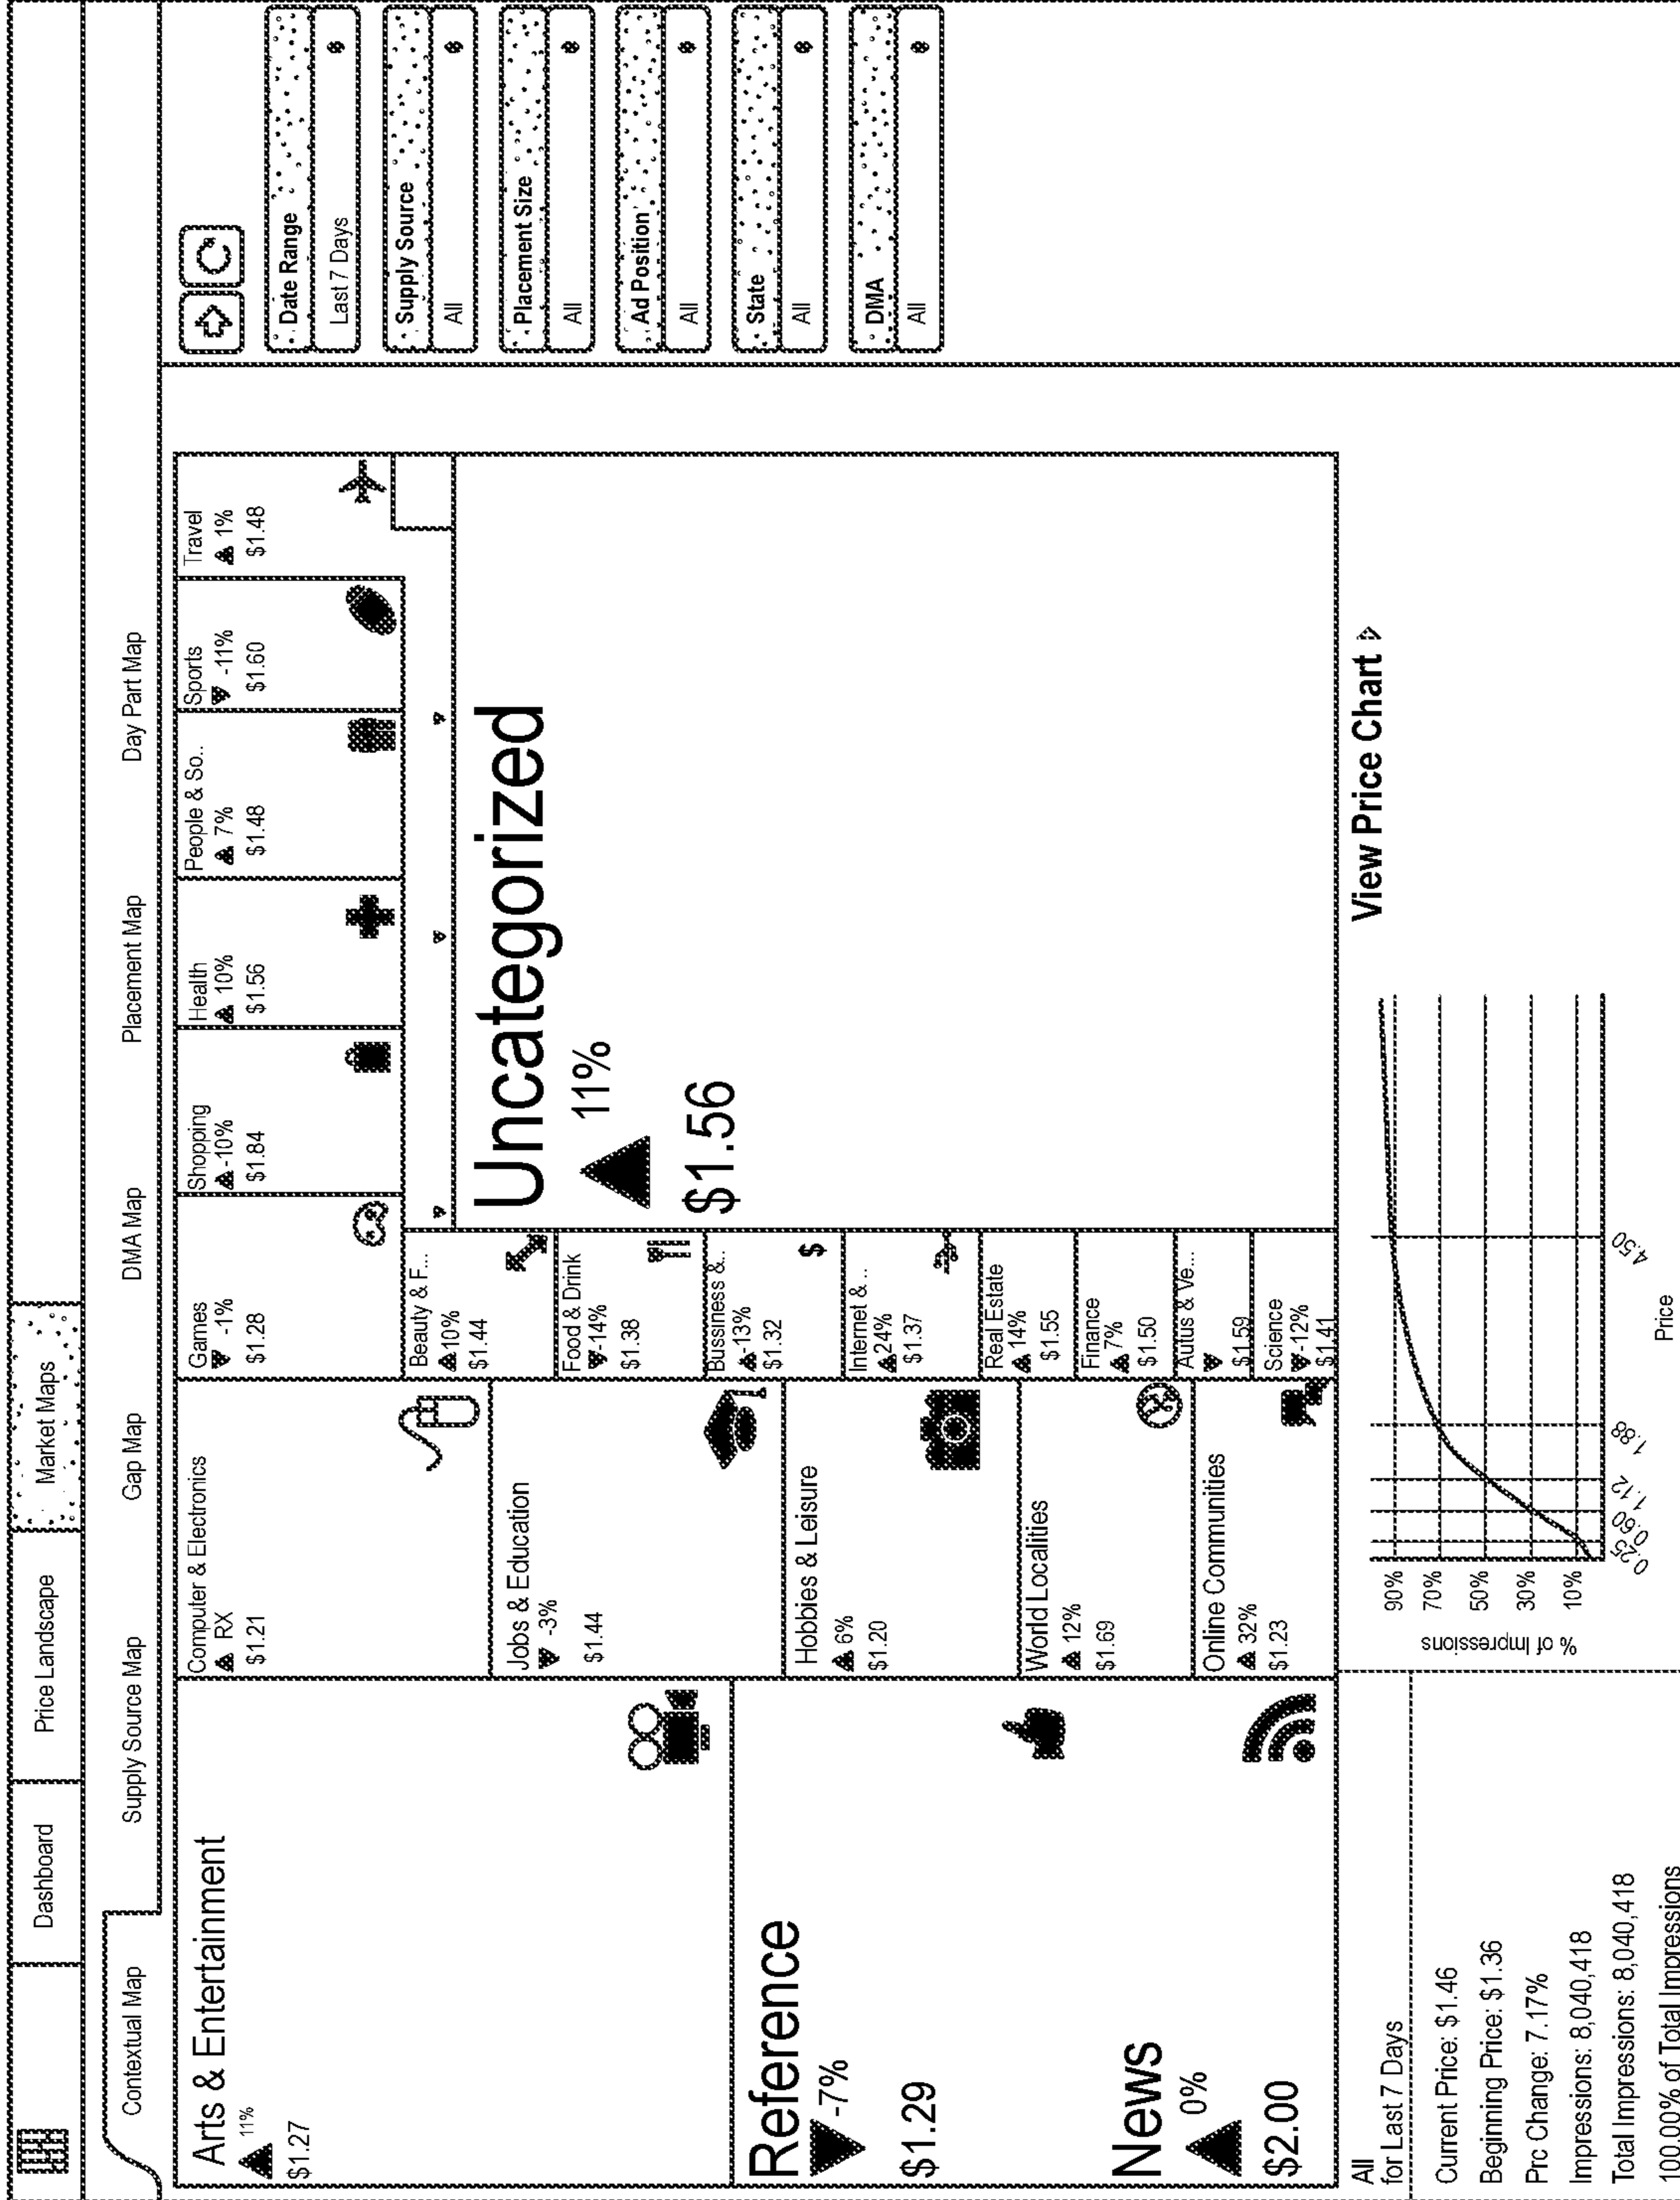 Dashboard
Price Landscape
Market Maps
Contextual Map
Supply Source Map
Gap Map
DMA Map
Placement Map
Day Part Map
Arts & Entertainment
11%
$1.27
Reference
-7%
$1.29
News
0%
$2.00
Computer & Electronics
RX
$1.21
Jobs & Education
-3%
$1.44
Hobbies & Leisure
6%
$1.20
World Localities
12%
$1.69
Online Communities
32%
$1.23
Games
-1%
$1.28
Shopping
-10%
$1.84
Health
10%
$1.56
People & So..
7%
$1.48
Sports
-11%
$1.60
Travel
1%
$1.48
Beauty & F...
10%
$1.44
Food & Drink
-14%
$1.38
Bussiness &..
-13%
$1.32
$
Internet & ..
24%
$1.37
Real Estate
14%
$1.55
Finance
7%
$1.50
Autus & Ve...
$1.59
Science
-12%
$1.41
Uncategorized
11%
$1.56
Date Range
Last 7 Days
Supply Source
All
Placement Size
All
Ad Position
All
State
All
DMA
All
All
for Last 7 Days
Current Price: $1.46
Beginning Price: $1.36
Prc Change: 7.17%
Impressions: 8,040,418
Total Impressions: 8,040,418
100.00% of Total Impressions
View Price Chart
% of Impressions
90%
70%
50%
30%
10%
0.25
0.60
1.12
1.88
4.50
Price